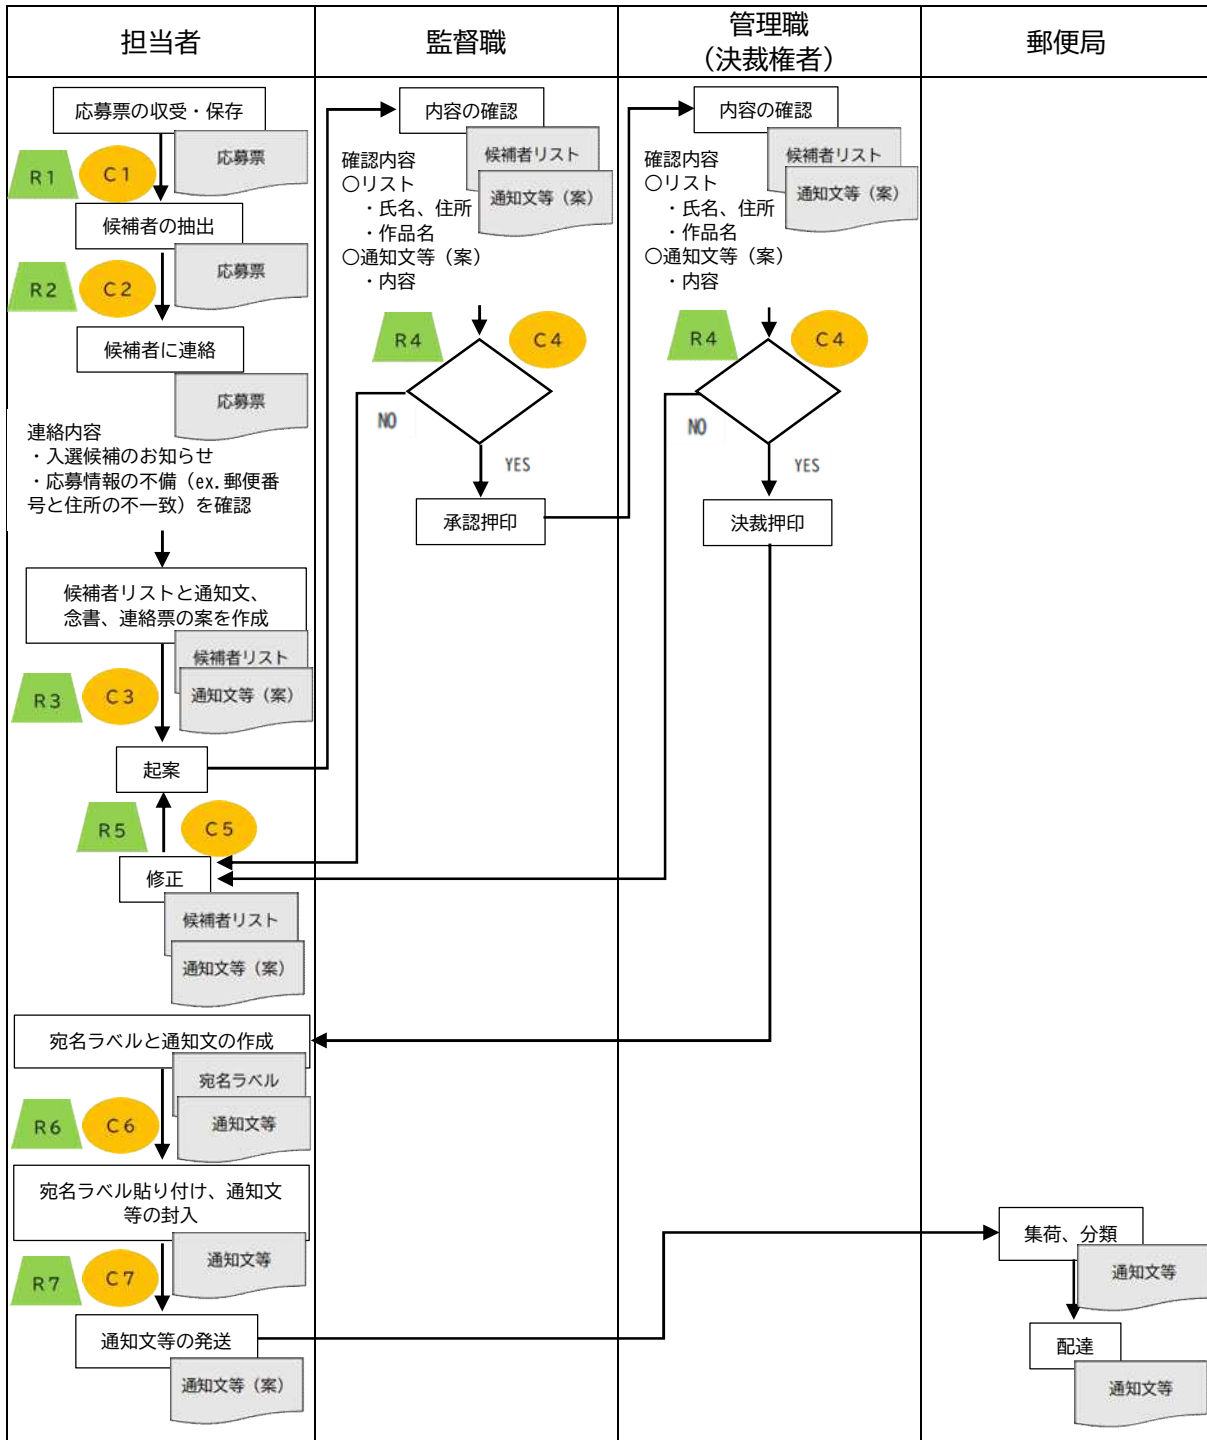 担当者
監督職
管理職
（決裁権者）
郵便局
応募票の収受・保存
応募票
R1
C1
候補者の抽出
応募票
R2
C2
候補者に連絡
応募票
連絡内容
・入選候補のお知らせ
・応募情報の不備（ex.郵便番
号と住所の不一致）を確認
候補者リストと通知文、
念書、連絡票の案を作成
候補者リスト
通知文等（案）
R3
C3
起案
R5
C5
修正
候補者リスト
通知文等（案）
宛名ラベルと通知文の作成
宛名ラベル
通知文等
R6
C6
宛名ラベル貼り付け、通知文
等の封入
通知文等
R7
C7
通知文等の発送
通知文等（案）
内容の確認
候補者リスト
通知文等（案）
確認内容
○リスト
・氏名、住所
・作品名
○通知文等（案）
・内容
R4
C4
NO
YES
承認押印
内容の確認
候補者リスト
通知文等（案）
確認内容
○リスト
・氏名、住所
・作品名
○通知文等（案）
・内容
R4
C4
NO
YES
決裁押印
集荷、分類
通知文等
配達
通知文等